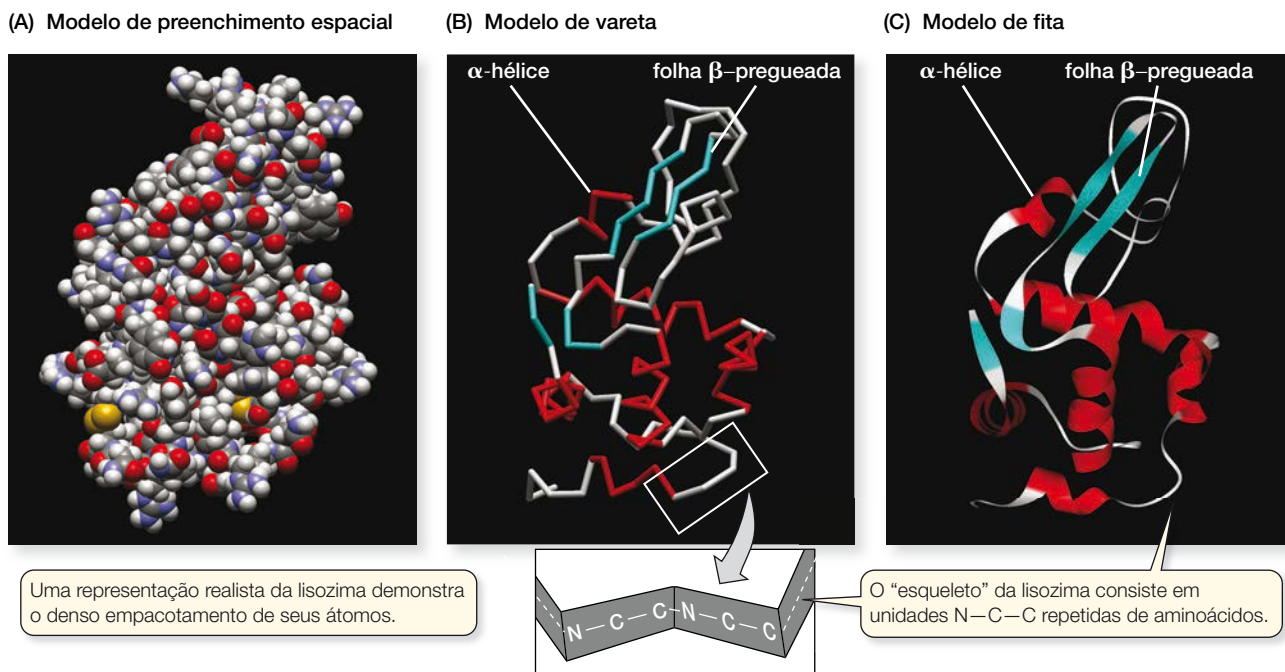 (A) Modelo de preenchimento espacial
(B) Modelo de vareta
(C) Modelo de fita
α-hélice
folha β–pregueada
α-hélice
folha β–pregueada
Uma representação realista da lisozima demonstra
o denso empacotamento de seus átomos.
N—C—C—N—C—C
O “esqueleto” da lisozima consiste em
unidades N—C—C repetidas de aminoácidos.